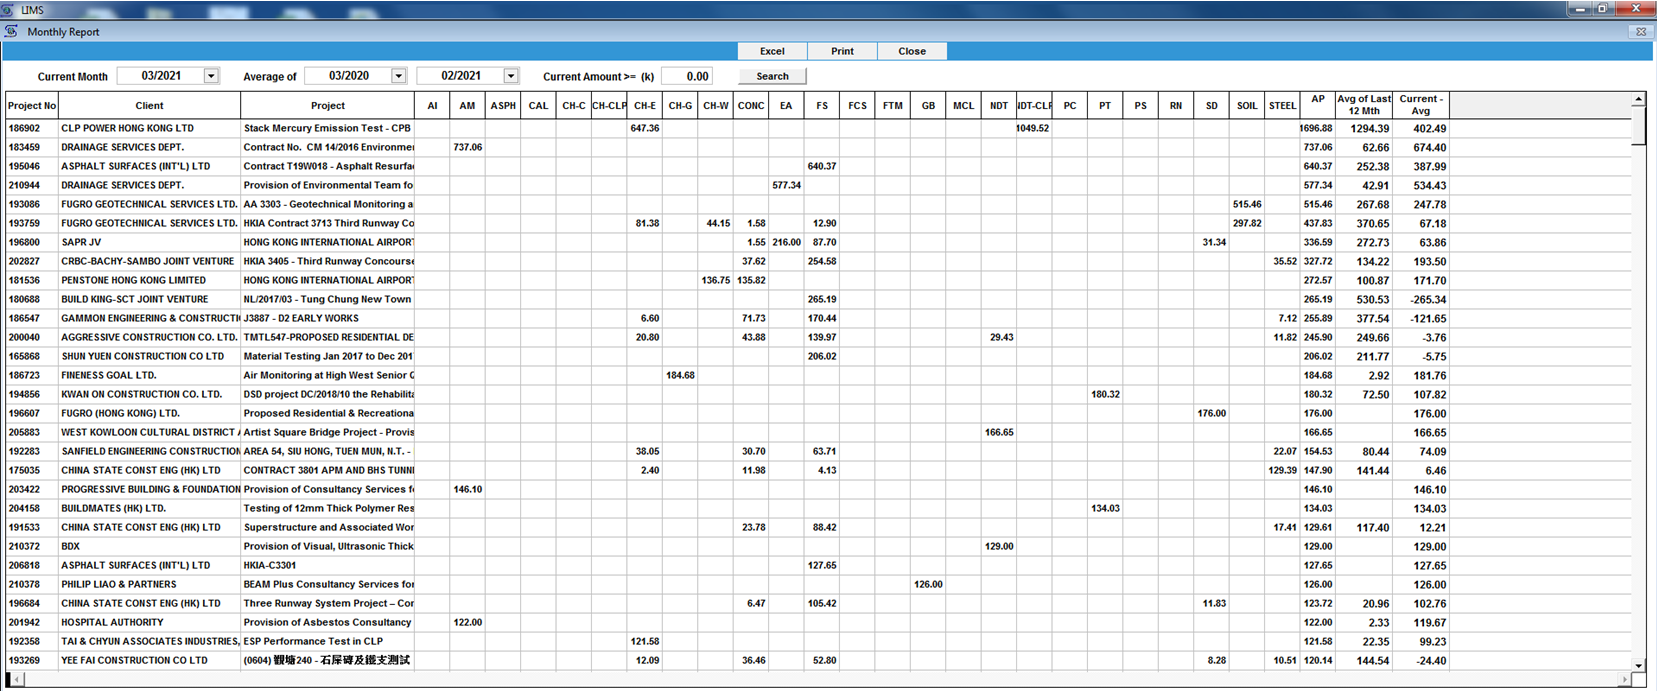 LIMS
Monthly Report
Excel Print Close
Current Month 03/2021 Average of 03/2020 02/2021 Current Amount >= (k) 0.00 Search
Project No Client Project AI AM ASPH CAL CH-C CH-CLP CH-E CH-G CH-W CONC EA FS FCS FTM GB MCL NDT NDT-CLP PC PT PS RN SD SOIL STEEL AP Avg of Last 12 Mth Current - Avg
186902 CLP POWER HONG KONG LTD Stack Mercury Emission Test - CPB 647.36 1049.52 1696.88 1294.39 402.49
183459 DRAINAGE SERVICES DEPT. Contract No. CM 14/2016 Environme 737.06 737.06 62.66 674.40
195046 ASPHALT SURFACES (INT'L) LTD Contract T19W018 - Asphalt Resurfa 640.37 640.37 252.38 387.99
210944 DRAINAGE SERVICES DEPT. Provision of Environmental Team fo 577.34 577.34 42.91 534.43
193086 FUGRO GEOTECHNICAL SERVICES LTD. AA 3303 - Geotechnical Monitoring a 515.46 515.46 267.68 247.78
193759 FUGRO GEOTECHNICAL SERVICES LTD. HKIA Contract 3713 Third Runway Co 81.38 44.15 1.58 12.90 297.82 437.83 370.65 67.18
196800 SAPR JV HONG KONG INTERNATIONAL AIRPORT 1.55 216.00 87.70 31.34 336.59 272.73 63.86
202827 CRBC-BACHY-SAMBO JOINT VENTURE HKIA 3405 - Third Runway Concourse 37.62 254.58 35.52 327.72 134.22 193.50
181536 PENSTONE HONG KONG LIMITED HONG KONG INTERNATIONAL AIRPORT 136.75 135.82 272.57 100.87 171.70
180688 BUILD KING-SCT JOINT VENTURE NL/2017/03 - Tung Chung New Town 265.19 265.19 530.53 -265.34
186547 GAMMON ENGINEERING & CONSTRUCTI J3887 - D2 EARLY WORKS 6.60 71.73 170.44 7.12 255.89 377.54 -121.65
200040 AGGRESSIVE CONSTRUCTION CO. LTD. TMTL547-PROPOSED RESIDENTIAL DE 20.80 43.88 139.97 29.43 11.82 245.90 249.66 -3.76
165868 SHUN YUEN CONSTRUCTION CO LTD Material Testing Jan 2017 to Dec 201 206.02 206.02 211.77 -5.75
186723 FINENESS GOAL LTD. Air Monitoring at High West Senior Q 184.68 184.68 2.92 181.76
194856 KWAN ON CONSTRUCTION CO. LTD. DSD project DC/2018/10 the Rehabilita 180.32 180.32 72.50 107.82
196607 FUGRO (HONG KONG) LTD. Proposed Residential & Recreationa 176.00 176.00 176.00
205883 WEST KOWLOON CULTURAL DISTRICT A Artist Square Bridge Project - Provis 166.65 166.65 166.65
192283 SANFIELD ENGINEERING CONSTRUCTION AREA 54, SIU HONG, TUEN MUN, N.T. - 38.05 30.70 63.71 22.07 154.53 80.44 74.09
175035 CHINA STATE CONST ENG (HK) LTD CONTRACT 3801 APM AND BHS TUNNI 2.40 11.98 4.13 129.39 147.90 141.44 6.46
203422 PROGRESSIVE BUILDING & FOUNDATION Provision of Consultancy Services fo 146.10 146.10 146.10
204158 BUILDMATES (HK) LTD. Testing of 12mm Thick Polymer Res 134.03 134.03 134.03
191533 CHINA STATE CONST ENG (HK) LTD Superstructure and Associated Wor 23.78 88.42 17.41 129.61 117.40 12.21
210372 BDX Provision of Visual, Ultrasonic Thick 129.00 129.00 129.00
206818 ASPHALT SURFACES (INT'L) LTD HKIA-C3301 127.65 127.65 127.65
210378 PHILIP LIAO & PARTNERS BEAM Plus Consultancy Services for 126.00 126.00 126.00
196684 CHINA STATE CONST ENG (HK) LTD Three Runway System Project – Con 6.47 105.42 11.83 123.72 20.96 102.76
201942 HOSPITAL AUTHORITY Provision of Asbestos Consultancy 122.00 122.00 2.33 119.67
192358 TAI & CHYUN ASSOCIATES INDUSTRIES, ESP Performance Test in CLP 121.58 121.58 22.35 99.23
193269 YEE FAI CONSTRUCTION CO LTD (0604) 觀塘240 - 石屎磚及鐵支測試 12.09 36.46 52.80 8.28 10.51 120.14 144.54 -24.40